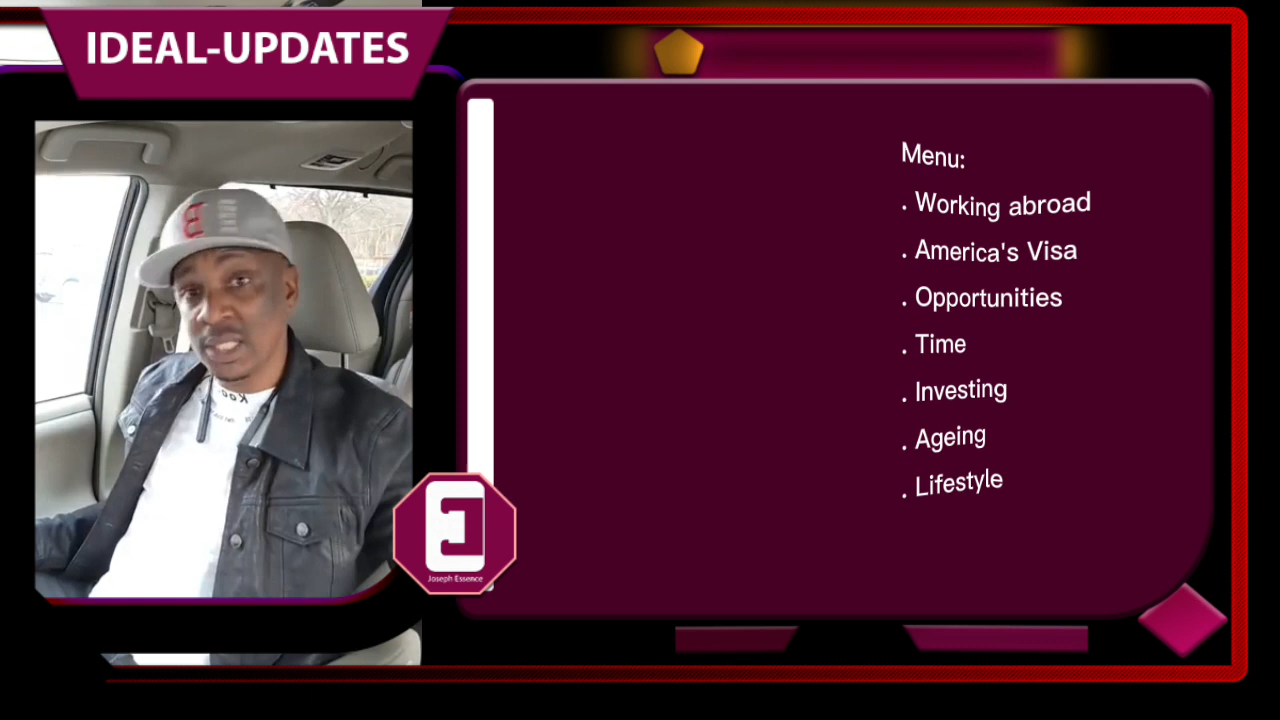 IDEAL-UPDATES
Menu:
. Working abroad
. America's Visa
. Opportunities
. Time
. Investing
. Ageing
. Lifestyle
Joseph Essence